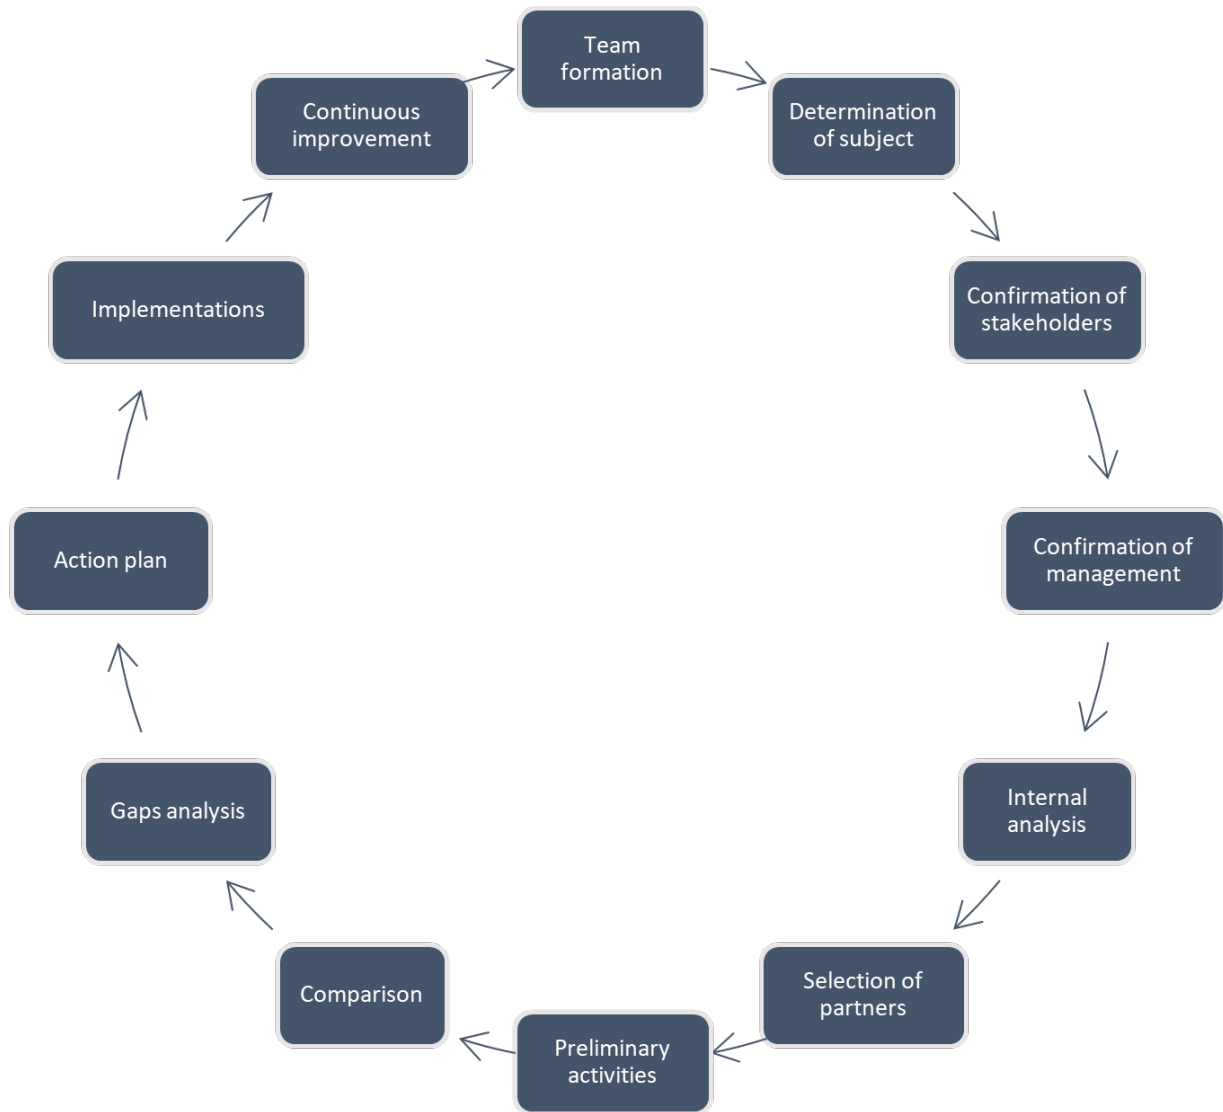 Team
formation
Determination
of subject
Confirmation of
stakeholders
Confirmation of
management
Internal
analysis
Selection of
partners
Preliminary
activities
Comparison
Gaps analysis
Action plan
Implementations
Continuous
improvement